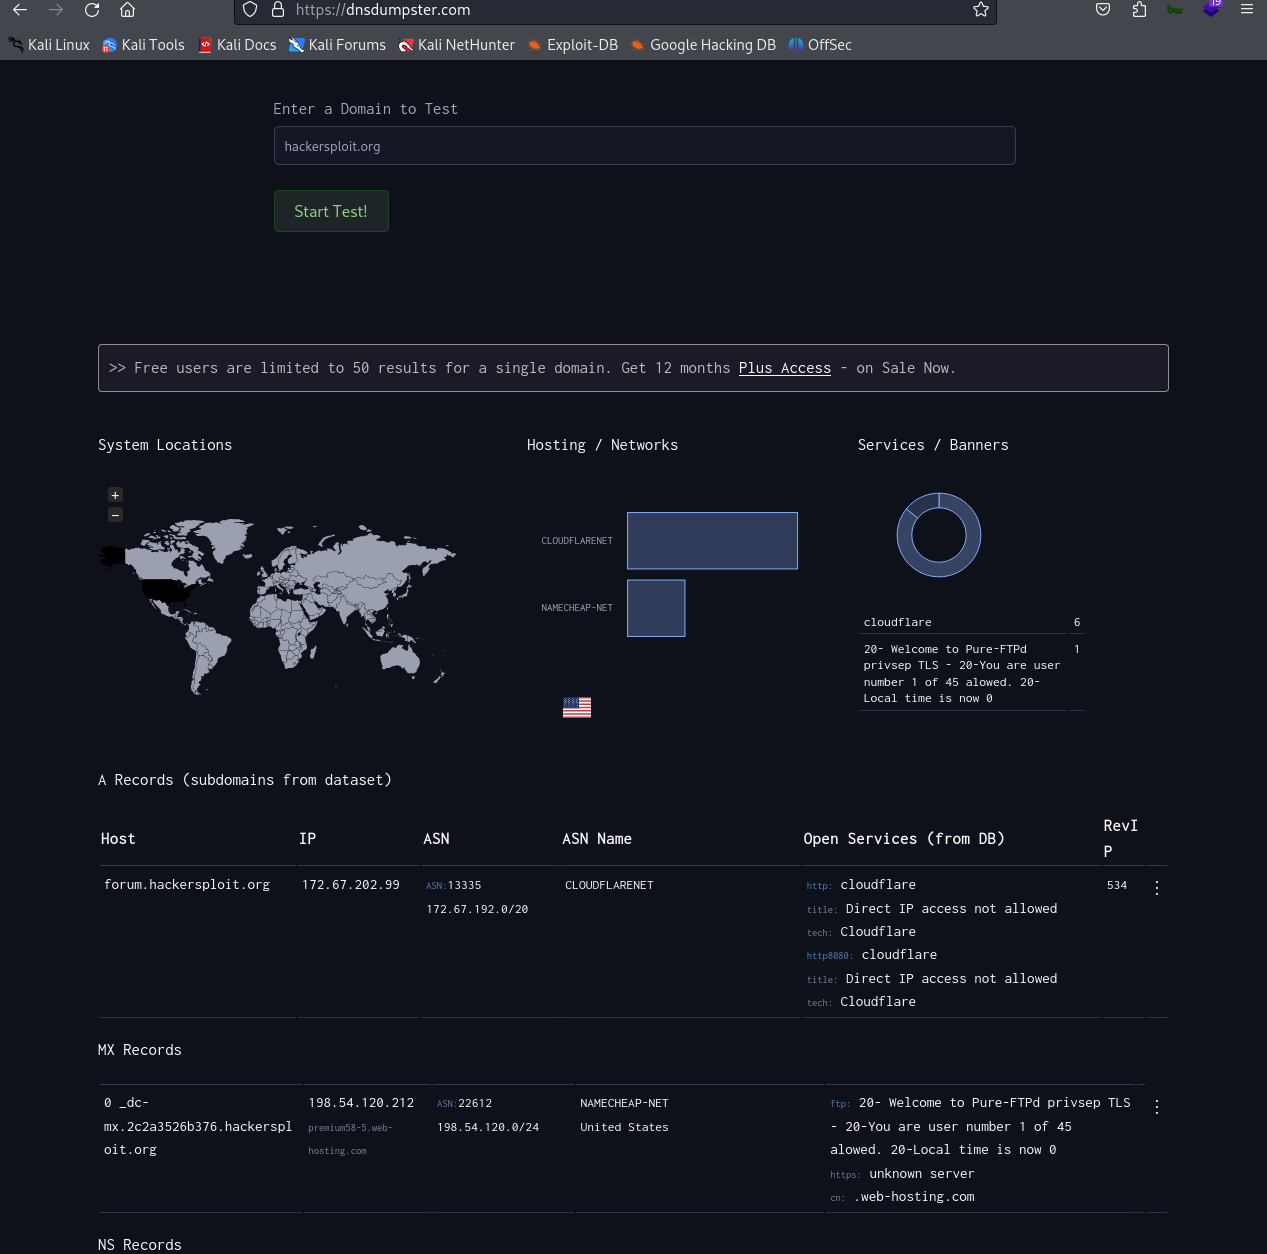 https://dnsdumpster.com
19
Kali Linux Kali Tools Kali Docs Kali Forums Kali NetHunter Exploit-DB Google Hacking DB OffSec
Enter a Domain to Test
hackersploit.org
Start Test!
>> Free users are limited to 50 results for a single domain. Get 12 months Plus Access - on Sale Now.
System Locations
+
−
Hosting / Networks
CLOUDFLARENET
NAMECHEAP-NET
Services / Banners
cloudflare 6
20- Welcome to Pure-FTPd 1
privsep TLS - 20-You are user
number 1 of 45 alowed. 20-
Local time is now 0
A Records (subdomains from dataset)
Host IP ASN ASN Name Open Services (from DB) RevI
P
forum.hackersploit.org 172.67.202.99 ASN:13335 CLOUDFLARENET http: cloudflare 534
172.67.192.0/20 title: Direct IP access not allowed
tech: Cloudflare
http8080: cloudflare
title: Direct IP access not allowed
tech: Cloudflare
MX Records
0 _dc- 198.54.120.212 ASN:22612 NAMECHEAP-NET ftp: 20- Welcome to Pure-FTPd privsep TLS
mx.2c2a3526b376.hackerspl premium58-5.web- 198.54.120.0/24 United States - 20-You are user number 1 of 45
oit.org hosting.com alowed. 20-Local time is now 0
https: unknown server
cn: .web-hosting.com
NS Records